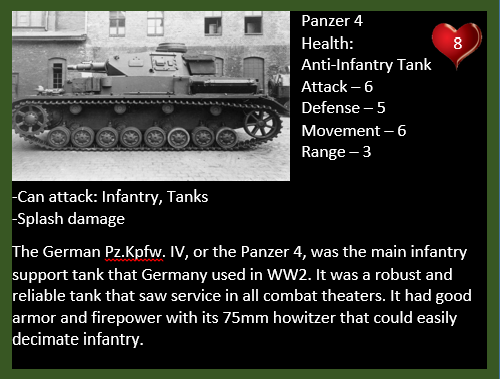 Panzer 4
Health:
8
Anti-Infantry Tank
Attack – 6
Defense – 5
Movement – 6
Range – 3
-Can attack: Infantry, Tanks
-Splash damage
The German Pz.Kpfw. IV, or the Panzer 4, was the main infantry
support tank that Germany used in WW2. It was a robust and
reliable tank that saw service in all combat theaters. It had good
armor and firepower with its 75mm howitzer that could easily
decimate infantry.